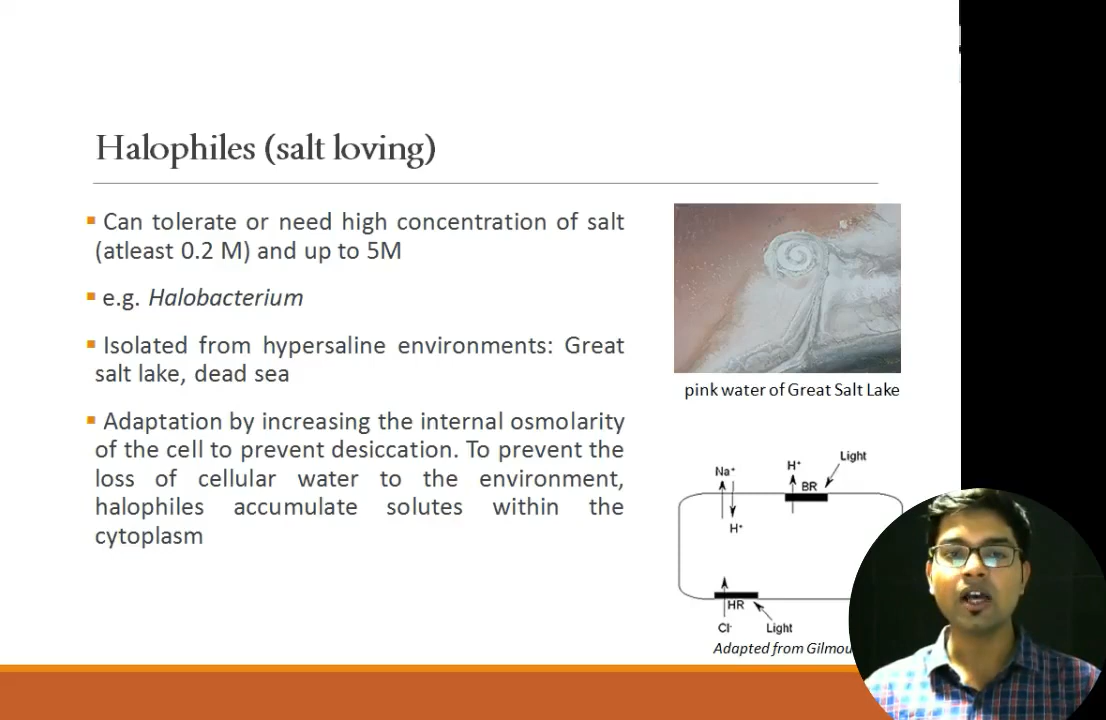 Halophiles (salt loving)
Can tolerate or need high concentration of salt
(atleast 0.2 M) and up to 5M
e.g. Halobacterium
Isolated from hypersaline environments: Great
salt lake, dead sea
Adaptation by increasing the internal osmolarity
of the cell to prevent desiccation. To prevent the
loss of cellular water to the environment,
halophiles accumulate solutes within the
cytoplasm
pink water of Great Salt Lake
Light
Na⁺
H⁺
BR
H⁺
HR
Cl⁻
Light
Adapted from Gilmou